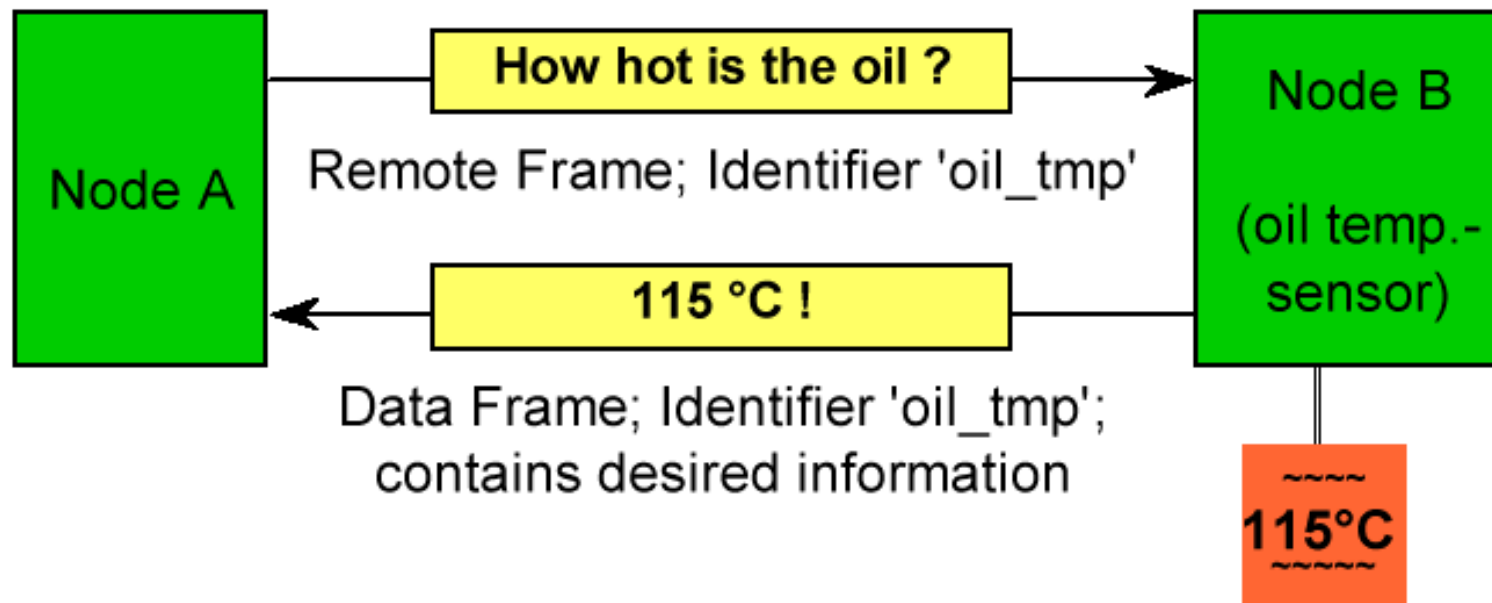 Node A
How hot is the oil ?
Remote Frame; Identifier 'oil_tmp'
115 °C !
Data Frame; Identifier 'oil_tmp';
contains desired information
Node B
(oil temp.-
sensor)
~~~~
115°C
~~~~~